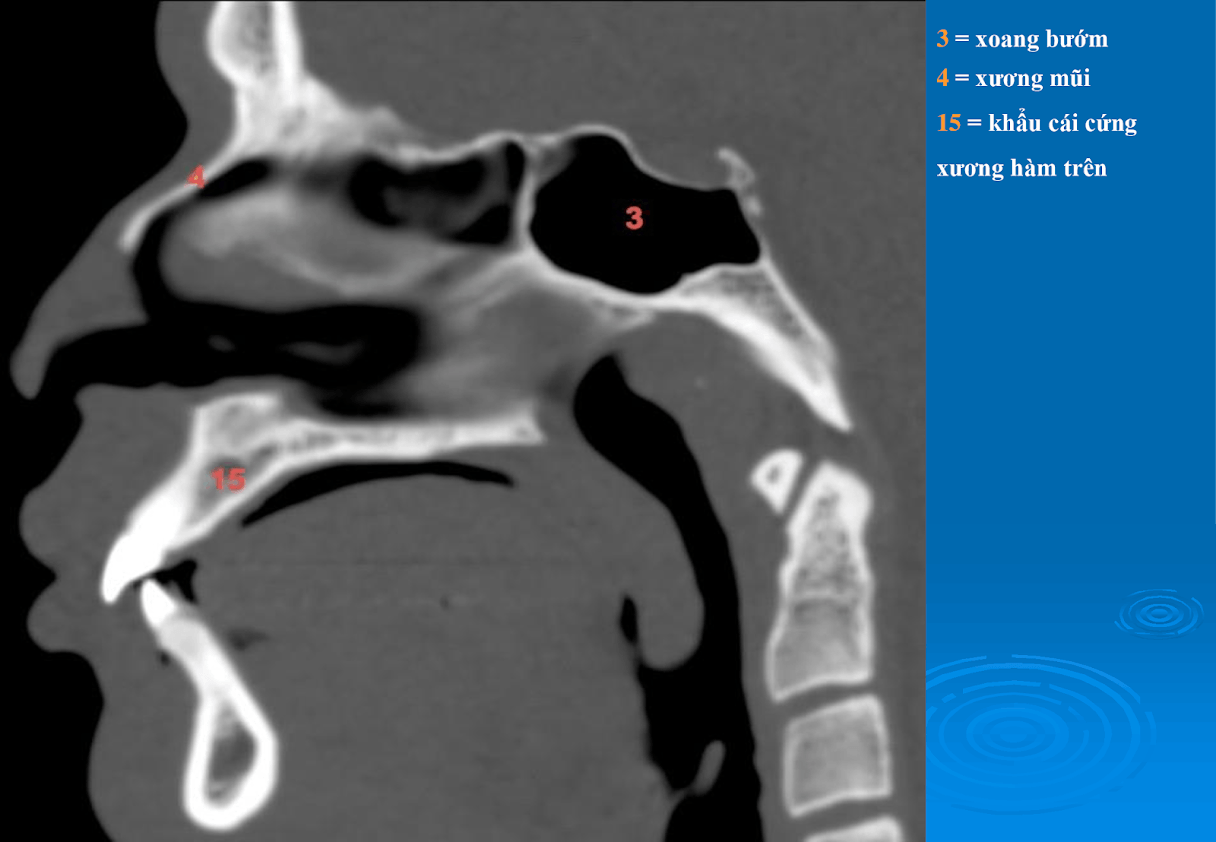 3 = xoang bướm
4 = xương mũi
15 = khẩu cái cứng
xương hàm trên
4
3
15